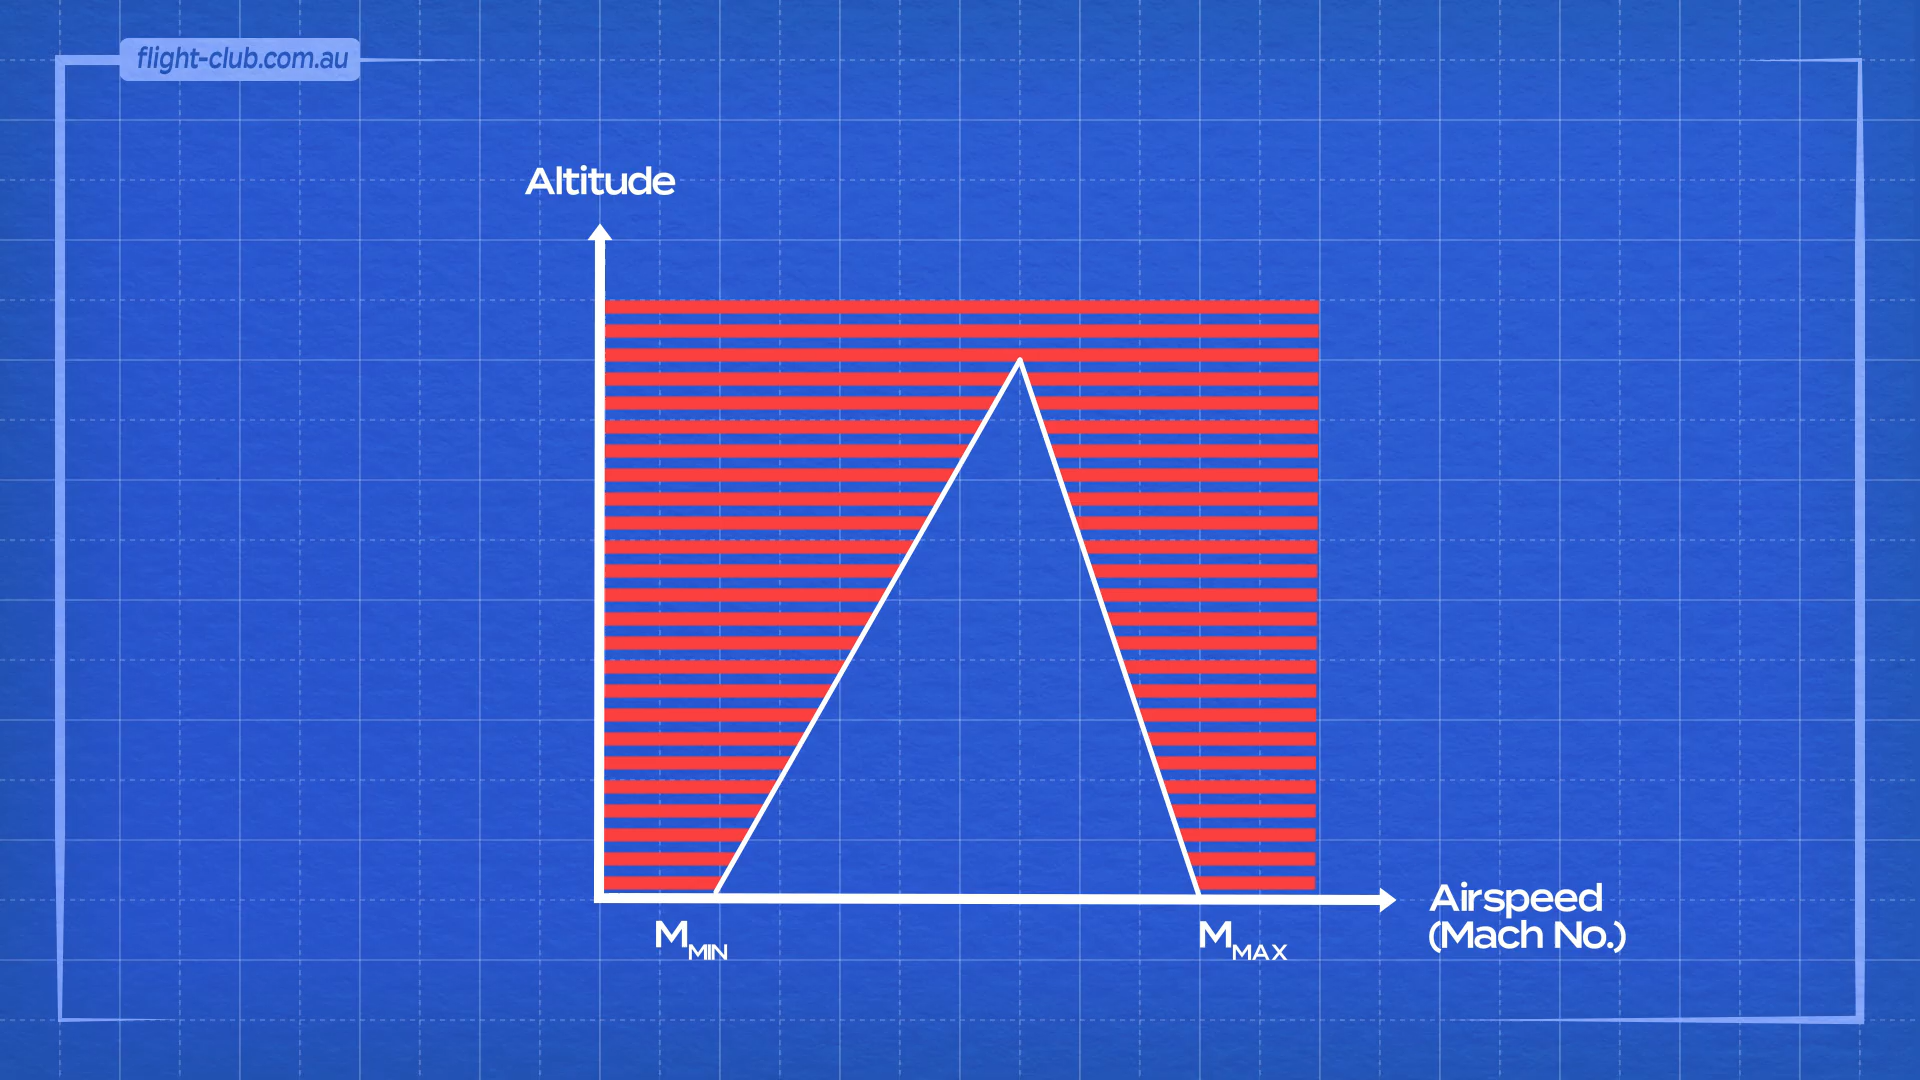 flight-club.com.au
Altitude
Airspeed
(Mach No.)
MMIN
MMAX